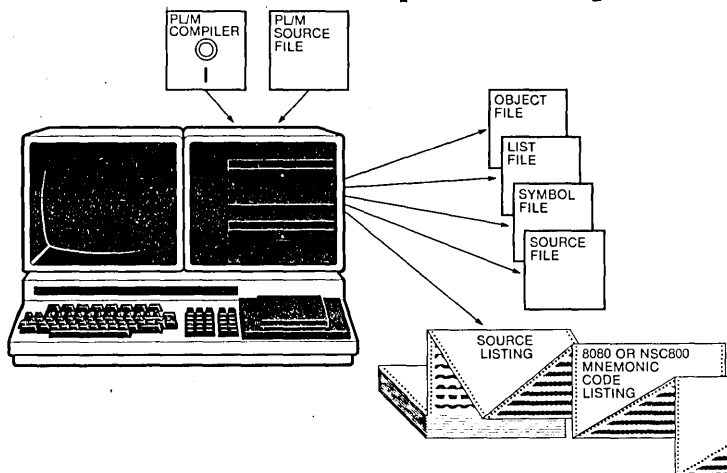 PL/M
COMPILER
PL/M
SOURCE
FILE
OBJECT
FILE
LIST
FILE
SYMBOL
FILE
SOURCE
FILE
SOURCE
LISTING
8080 OR NSC800
MNEMONIC
CODE
LISTING